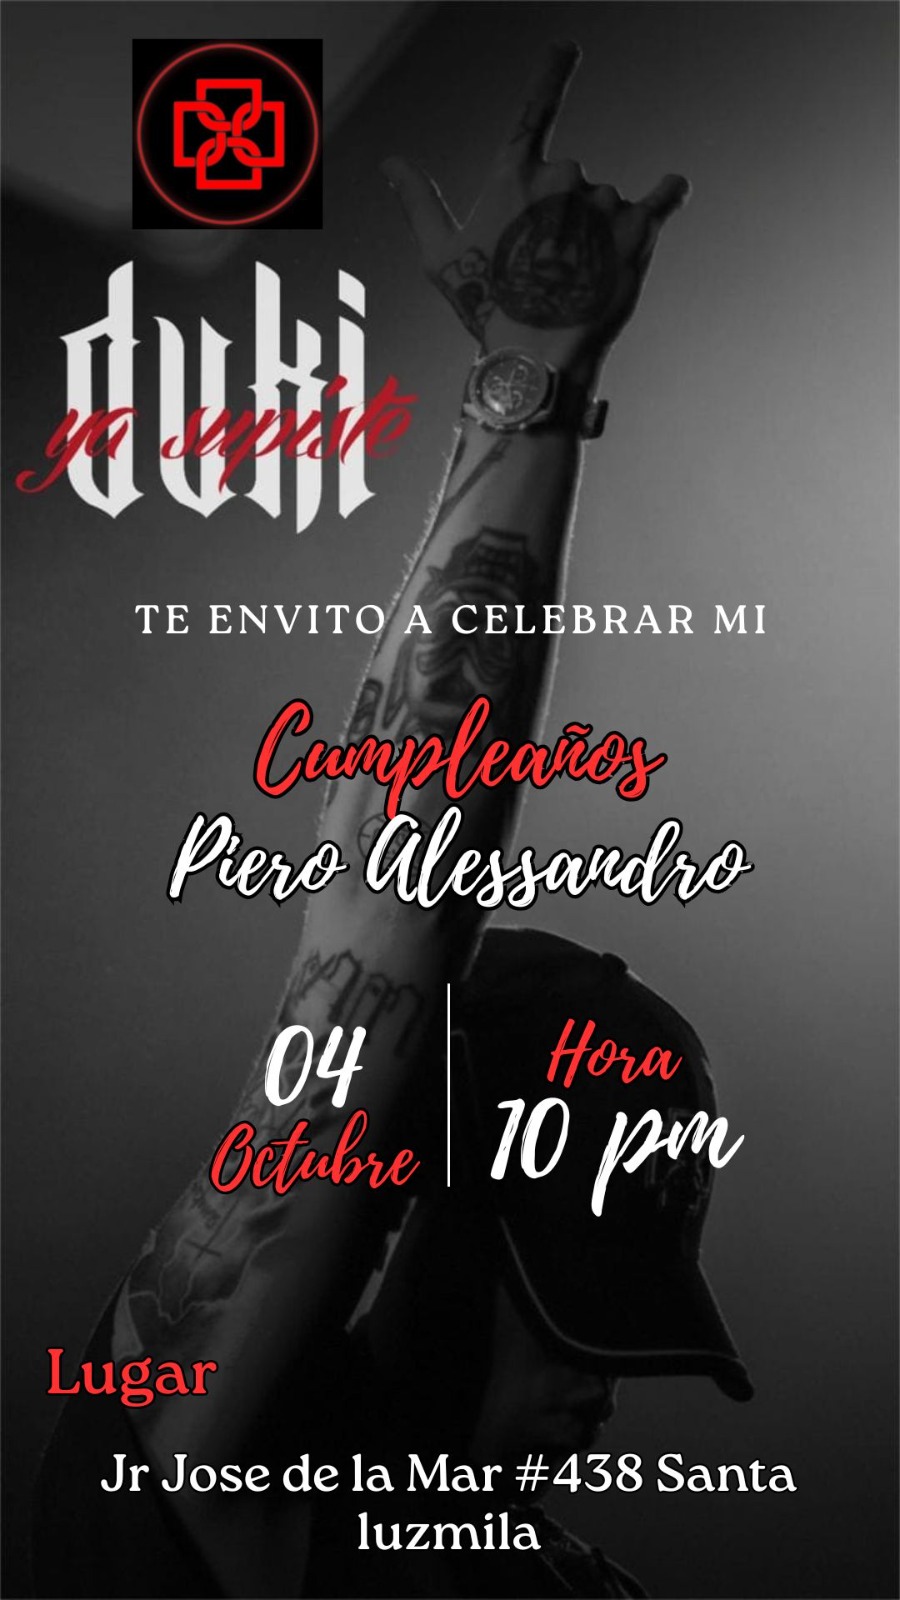 duki
ya supiste
TE ENVITO A CELEBRAR MI
Cumpleaños
Piero Alessandro
04
Octubre
Hora
10 pm
Lugar
Jr Jose de la Mar #438 Santa
luzmila